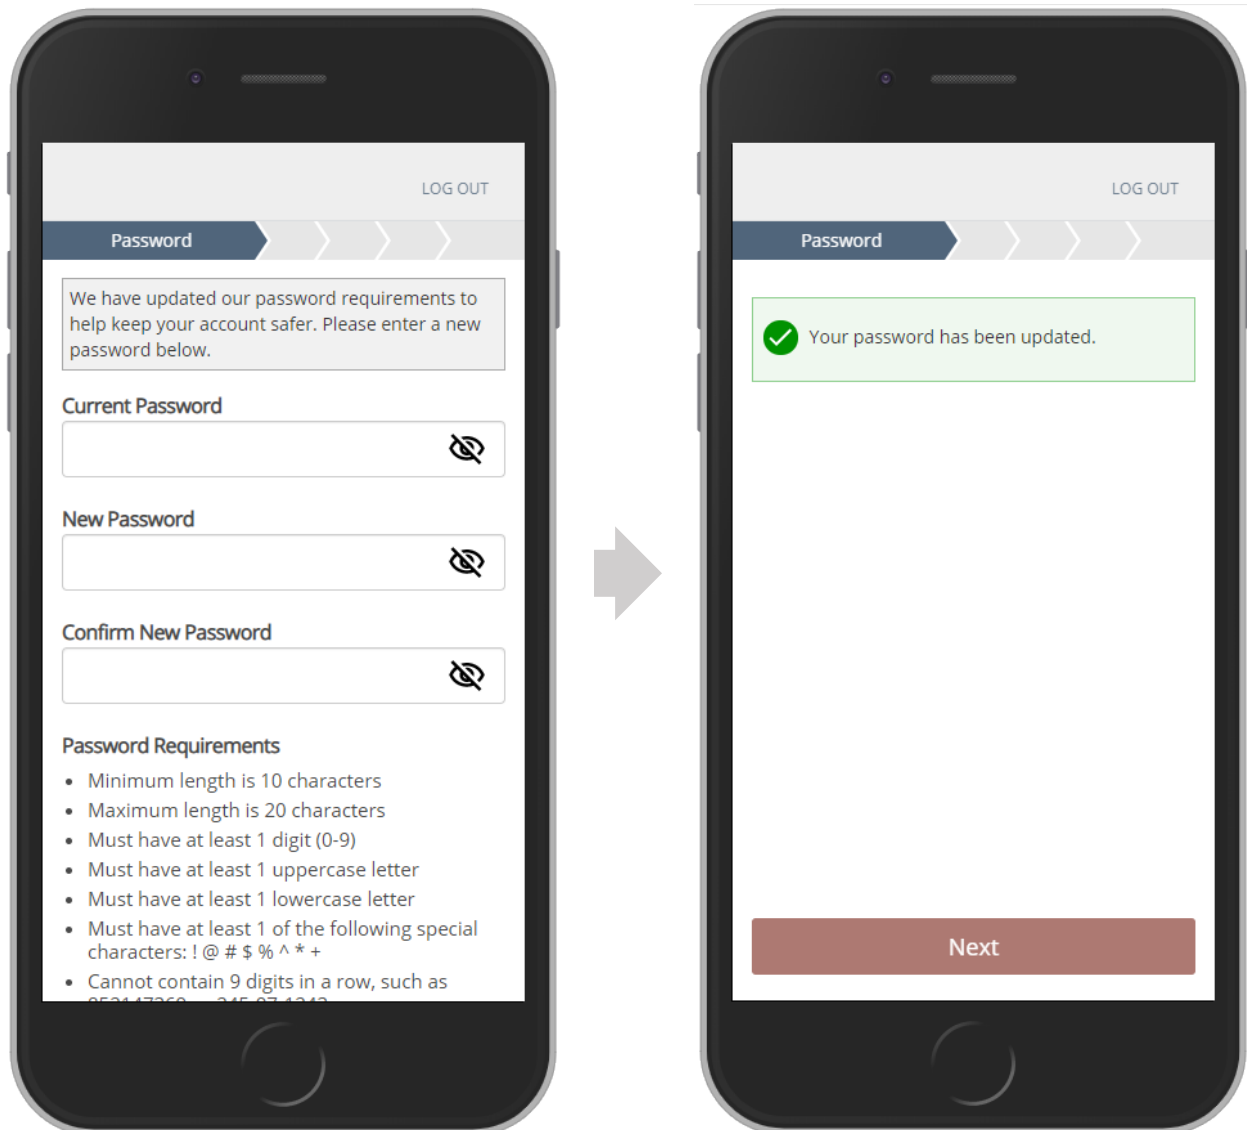 LOG OUT
Password
We have updated our password requirements to
help keep your account safer. Please enter a new
password below.
Current Password
New Password
Confirm New Password
Password Requirements
• Minimum length is 10 characters
• Maximum length is 20 characters
• Must have at least 1 digit (0-9)
• Must have at least 1 uppercase letter
• Must have at least 1 lowercase letter
• Must have at least 1 of the following special
characters: ! @ # $ % ^ * +
• Cannot contain 9 digits in a row, such as
LOG OUT
Password
Your password has been updated.
Next